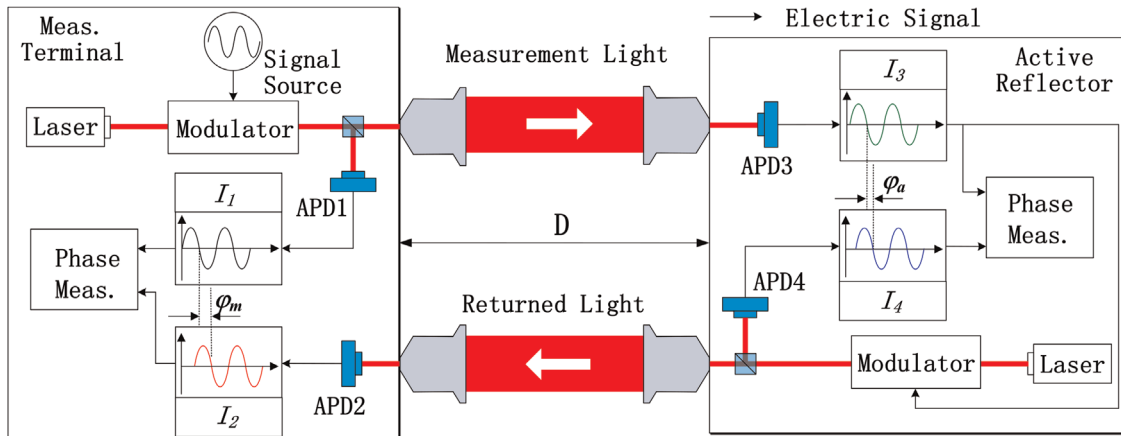 Meas.
Terminal
Signal
Source
Laser
Modulator
APD1
I1
Phase
Meas.
φm
I2
APD2
Measurement Light
D
Returned Light
Electric Signal
Active
Reflector
I3
APD3
φa
Phase
Meas.
APD4
I4
Modulator
Laser